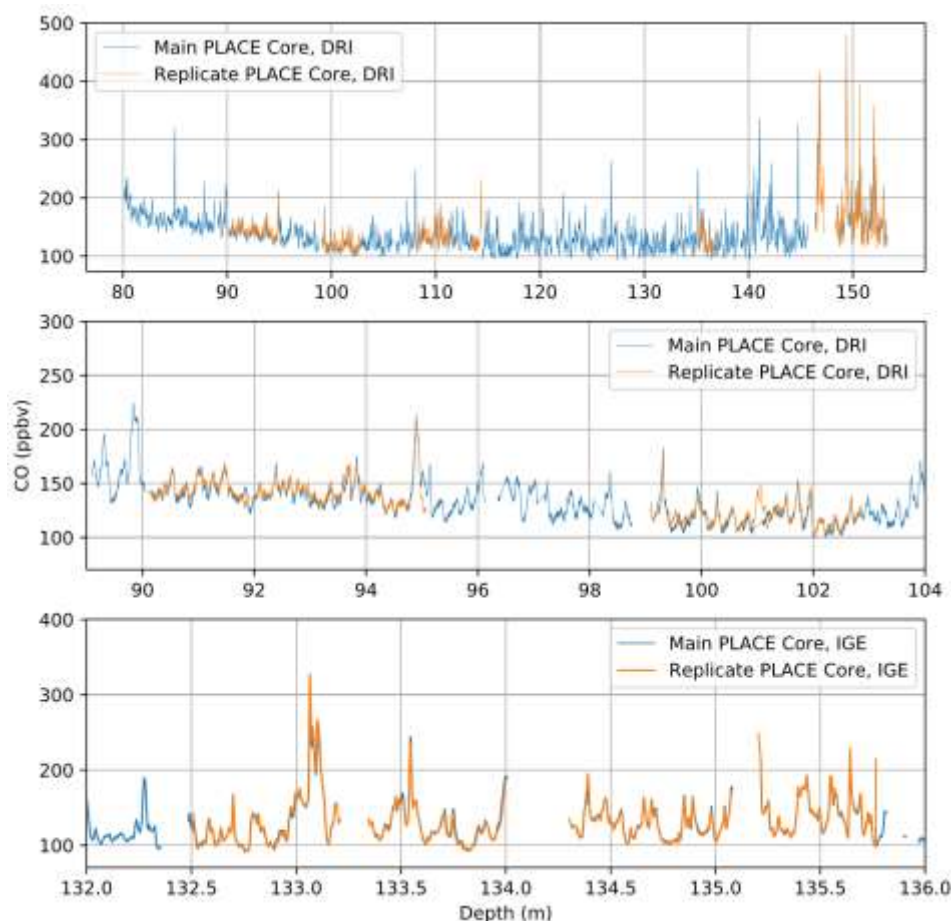 500
400
300
200
100
Main PLACE Core, DRI
Replicate PLACE Core, DRI
80 90 100 110 120 130 140 150
300
250
200
150
100
CO (ppbv)
Main PLACE Core, DRI
Replicate PLACE Core, DRI
90 92 94 96 98 100 102 104
400
300
200
100
Main PLACE Core, IGE
Replicate PLACE Core, IGE
132.0 132.5 133.0 133.5 134.0 134.5 135.0 135.5 136.0
Depth (m)